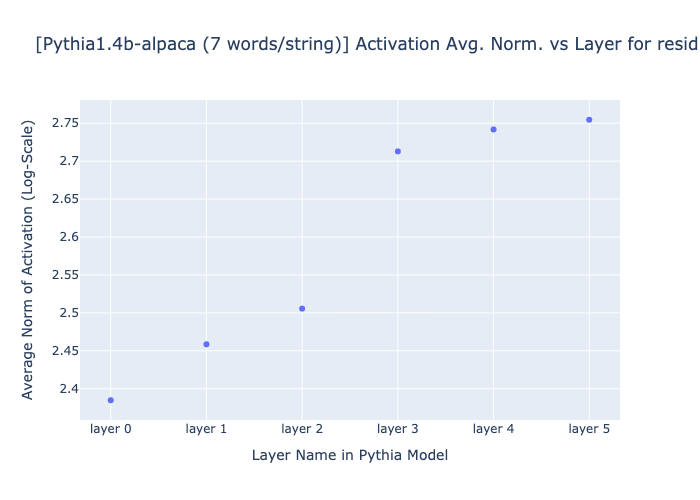 [Pythia1.4b-alpaca (7 words/string)] Activation Avg. Norm. vs Layer for resid
Average Norm of Activation (Log-Scale)
2.75
2.7
2.65
2.6
2.55
2.5
2.45
2.4
layer 0 layer 1 layer 2 layer 3 layer 4 layer 5
Layer Name in Pythia Model